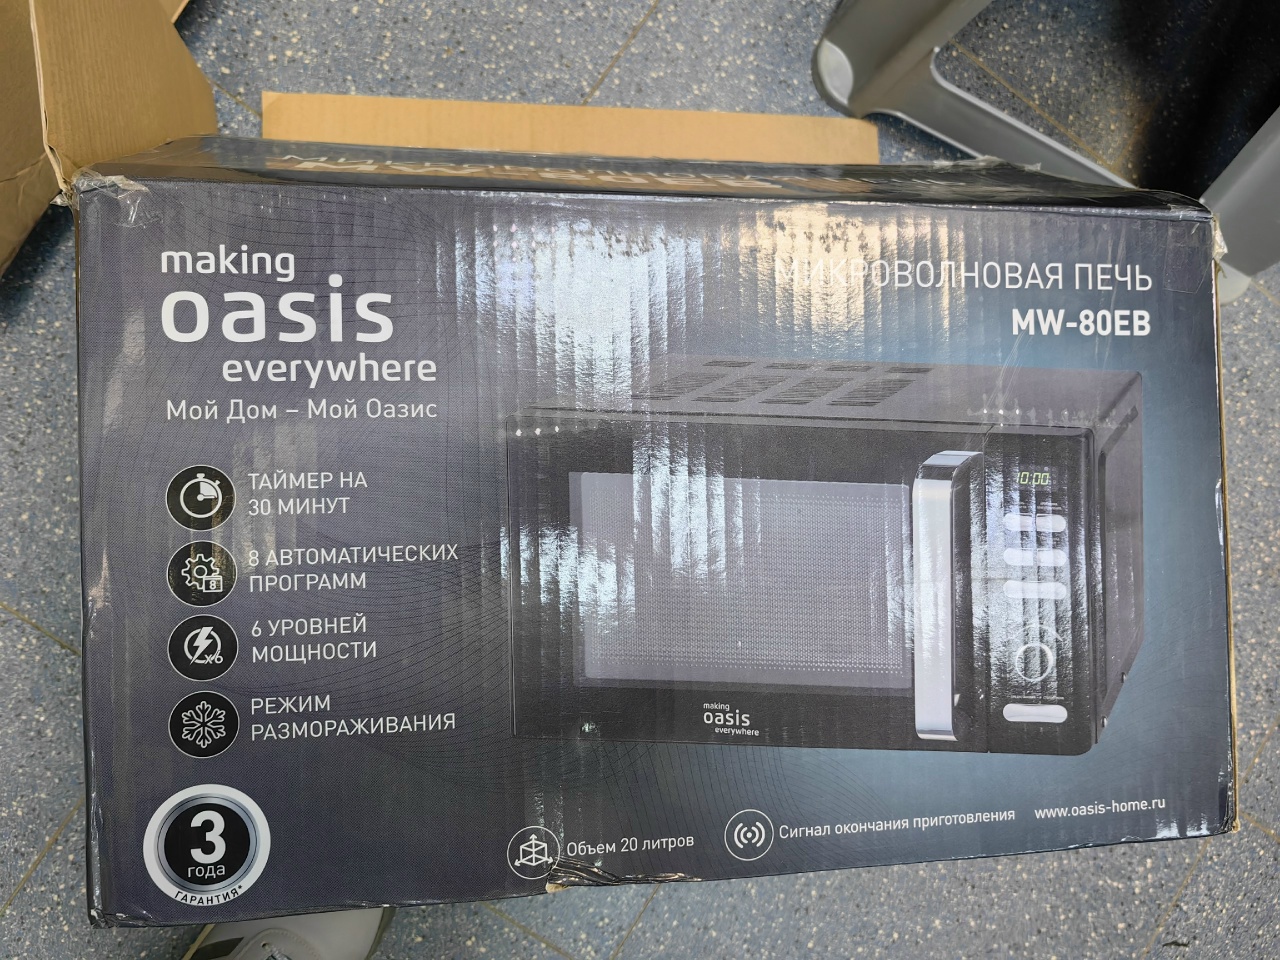 making
oasis
everywhere
Мой Дом – Мой Оазис
МИКРОВОЛНОВАЯ ПЕЧЬ
MW-80EB
ТАЙМЕР НА
30 МИНУТ
8 АВТОМАТИЧЕСКИХ
ПРОГРАММ
8
6 УРОВНЕЙ
МОЩНОСТИ
x6
РЕЖИМ
РАЗМОРАЖИВАНИЯ
10:00
making
oasis
everywhere
3
года
ГАРАНТИЯ*
Объем 20 литров
Сигнал окончания приготовления
www.oasis-home.ru